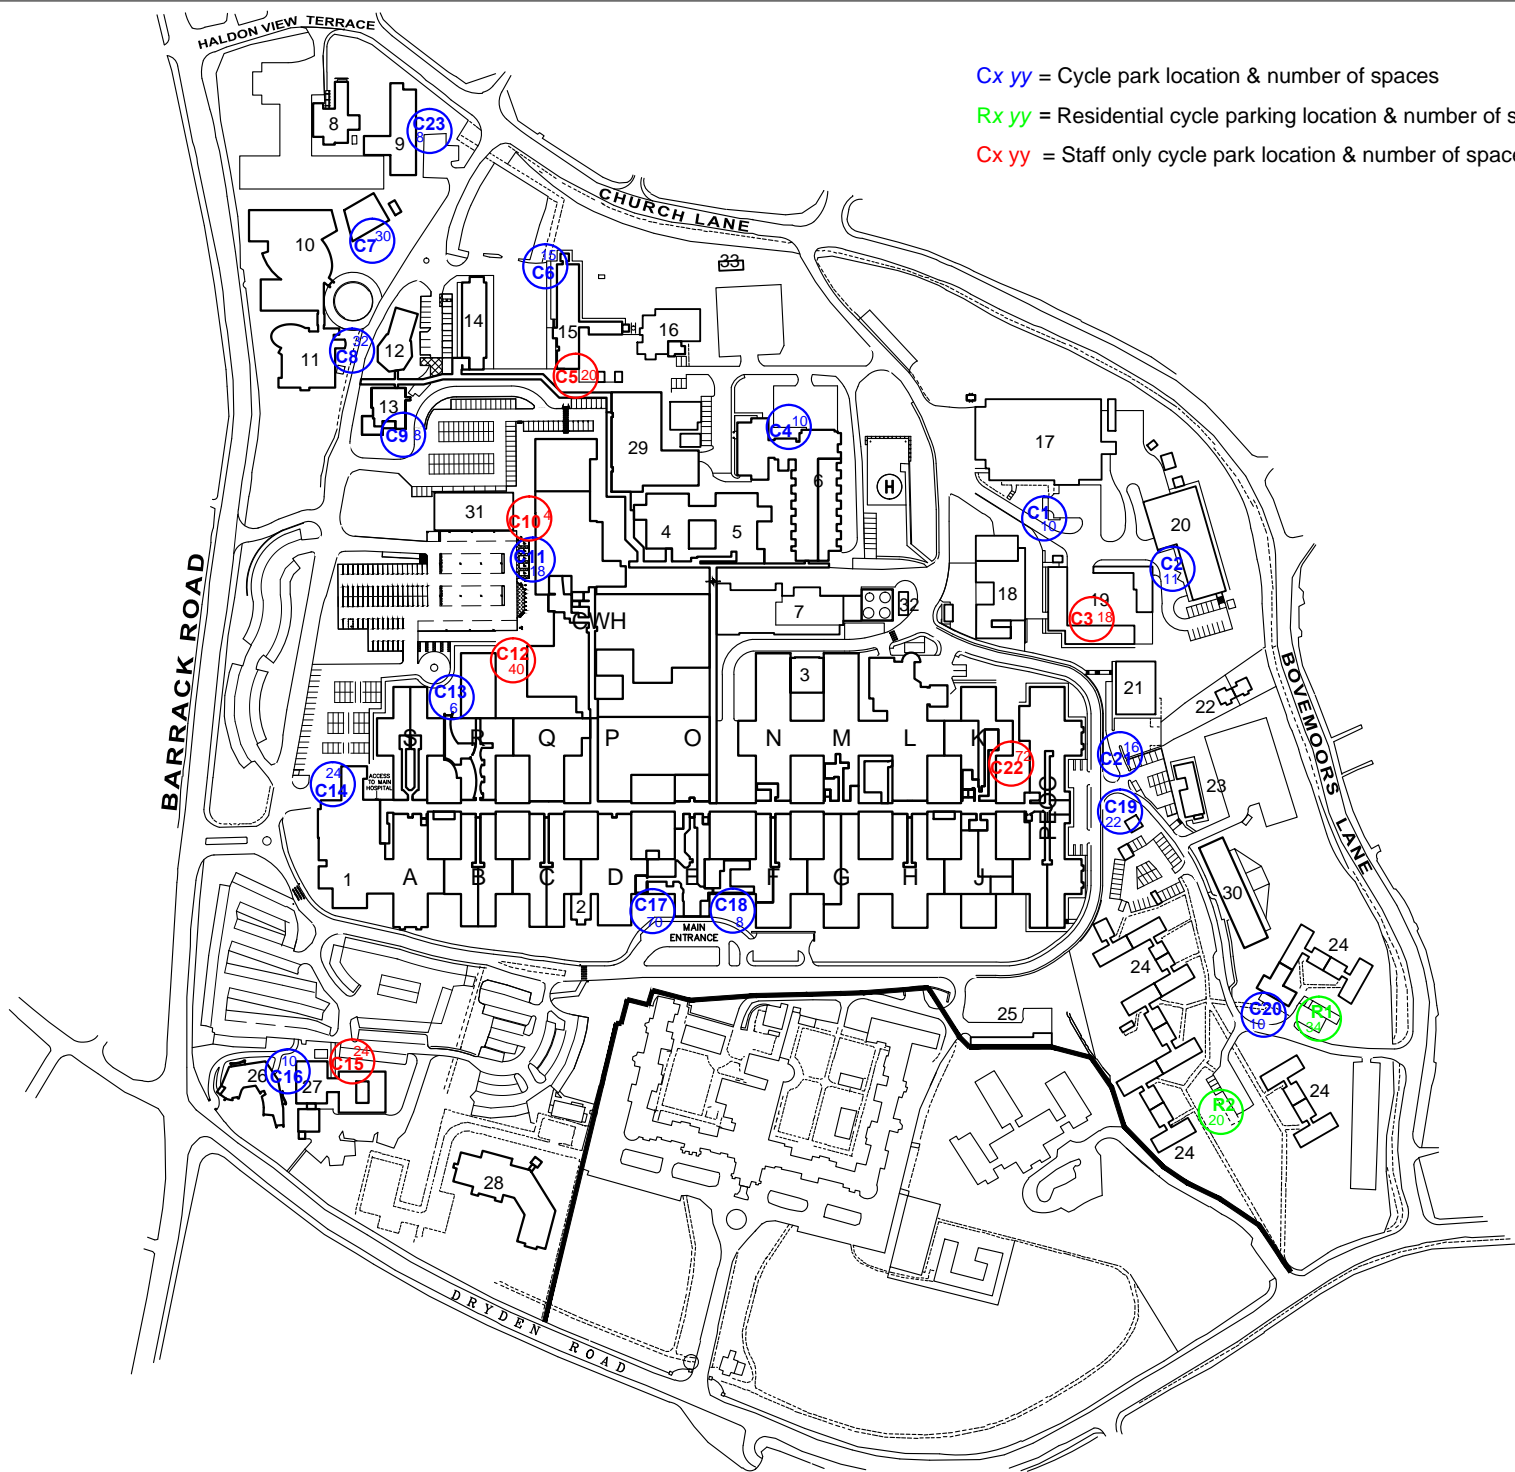 HALDON VIEW TERRACE
Cx yy = Cycle park location & number of spaces
Rx yy = Residential cycle parking location & number of s
Cx yy = Staff only cycle park location & number of space
8
9
C23
8
CHURCH LANE
10
C7 30
15
C6
33
14
15
16
11
32
C8
12
C5 20
13
C9 8
29
C4 10
6
17
H
31
C10 4
4
5
C1
10
20
C11
18
C2
11
BARRACK ROAD
CWH
7
32
18
19
C3 18
C12
40
3
21
BOVEMOORS LANE
22
C13
6
S
R
Q
P
O
N
M
L
K
72
C22
16
C21
24
C14
ACCESS
TO MAIN
HOSPITAL
23
PEOC
C19
22
1
A
B
C
D
E
F
G
H
J
30
2
C17
70
C18
8
MAIN
ENTRANCE
24
24
25
C20
10
R1
34
26
10
C16
27
24
C15
24
R2
20
24
28
DRYDEN ROAD